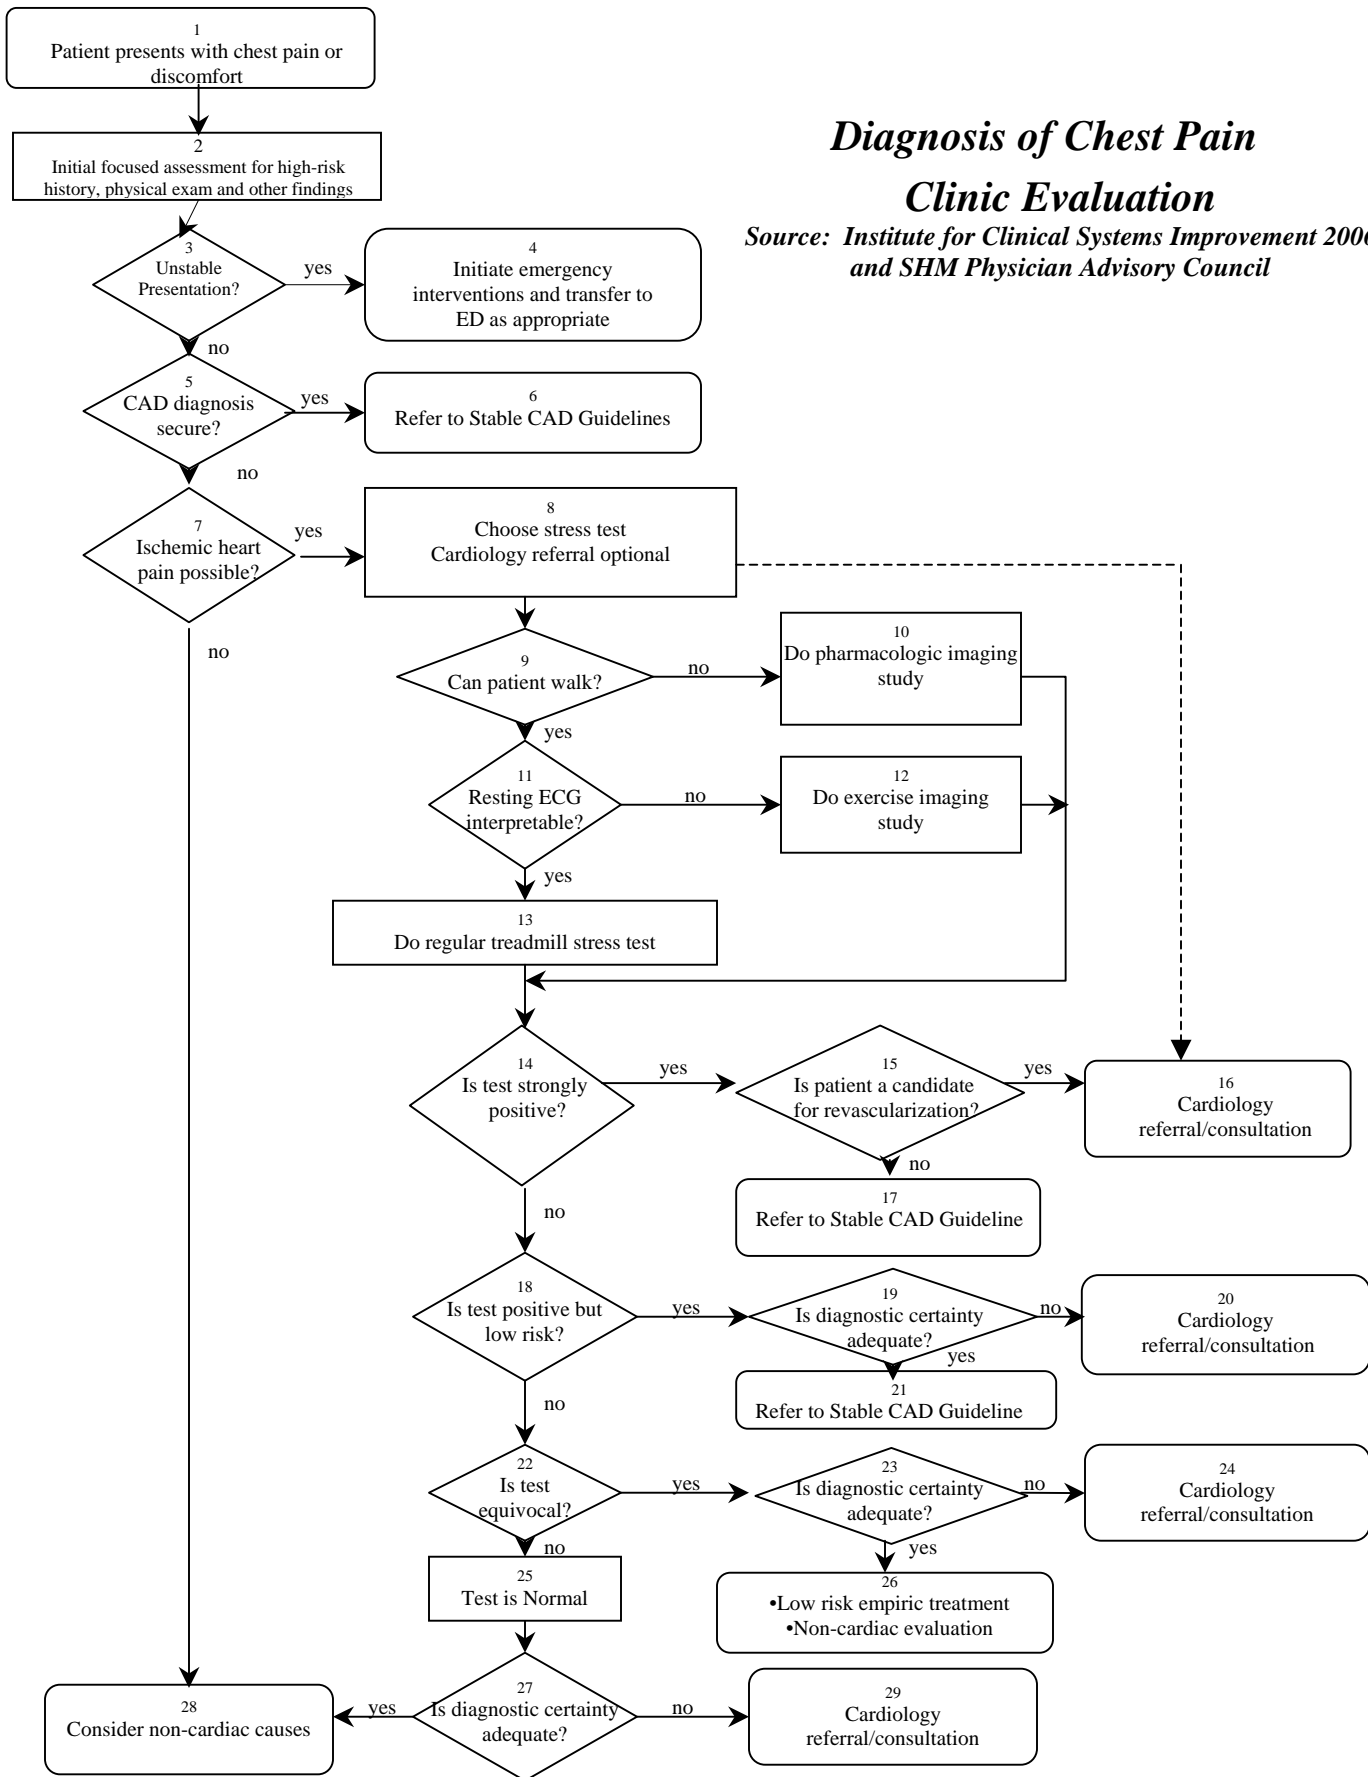 1
Patient presents with chest pain or
discomfort
Diagnosis of Chest Pain
Clinic Evaluation
Source: Institute for Clinical Systems Improvement 2006
and SHM Physician Advisory Council
2
Initial focused assessment for high-risk
history, physical exam and other findings
3
Unstable
Presentation?
yes
4
Initiate emergency
interventions and transfer to
ED as appropriate
no
5
CAD diagnosis
secure?
yes
6
Refer to Stable CAD Guidelines
no
7
Ischemic heart
pain possible?
yes
8
Choose stress test
Cardiology referral optional
no
9
Can patient walk?
no
10
Do pharmacologic imaging
study
yes
11
Resting ECG
interpretable?
no
12
Do exercise imaging
study
yes
13
Do regular treadmill stress test
14
Is test strongly
positive?
yes
15
Is patient a candidate
for revascularization?
yes
16
Cardiology
referral/consultation
no
17
Refer to Stable CAD Guideline
no
18
Is test positive but
low risk?
yes
19
Is diagnostic certainty
adequate?
no
20
Cardiology
referral/consultation
yes
21
Refer to Stable CAD Guideline
no
22
Is test
equivocal?
yes
23
Is diagnostic certainty
adequate?
no
24
Cardiology
referral/consultation
yes
26
•Low risk empiric treatment
•Non-cardiac evaluation
no
25
Test is Normal
27
Is diagnostic certainty
adequate?
yes
28
Consider non-cardiac causes
no
29
Cardiology
referral/consultation